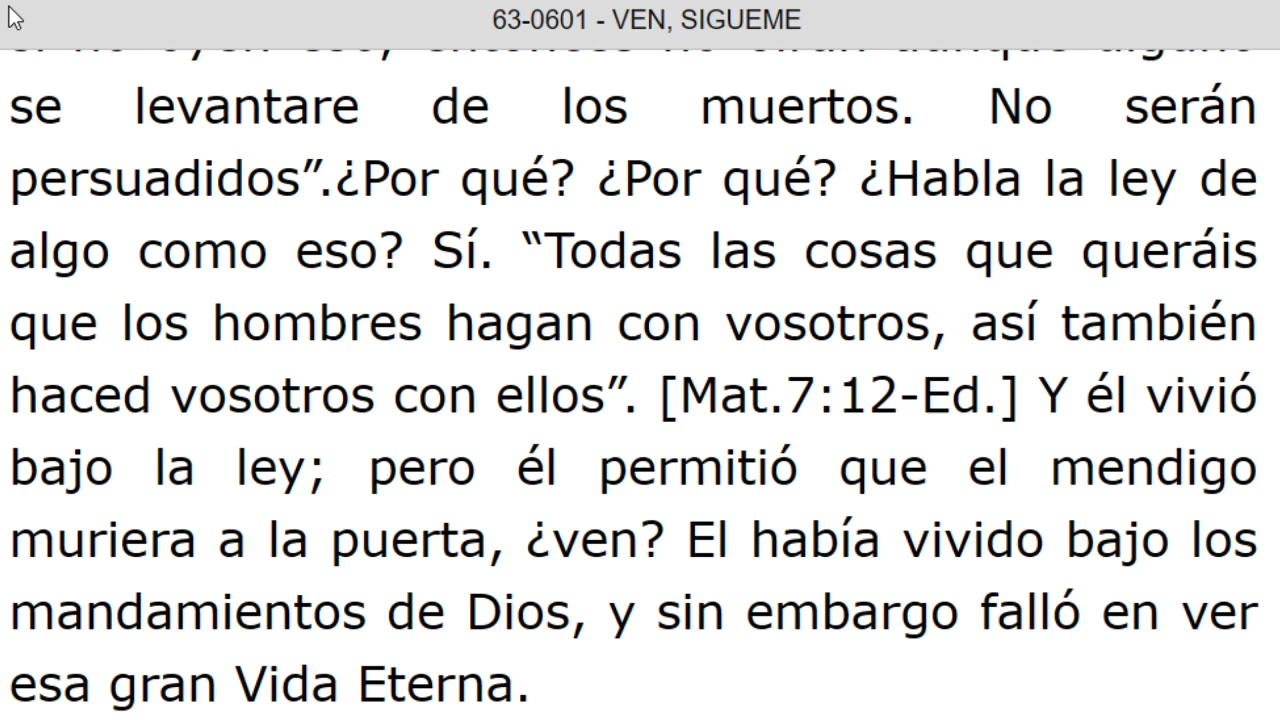 63-0601 - VEN, SIGUEME
se levantare de los muertos. No serán
persuadidos”.¿Por qué? ¿Por qué? ¿Habla la ley de
algo como eso? Sí. “Todas las cosas que queráis
que los hombres hagan con vosotros, así también
haced vosotros con ellos”. [Mat.7:12-Ed.] Y él vivió
bajo la ley; pero él permitió que el mendigo
muriera a la puerta, ¿ven? El había vivido bajo los
mandamientos de Dios, y sin embargo falló en ver
esa gran Vida Eterna.